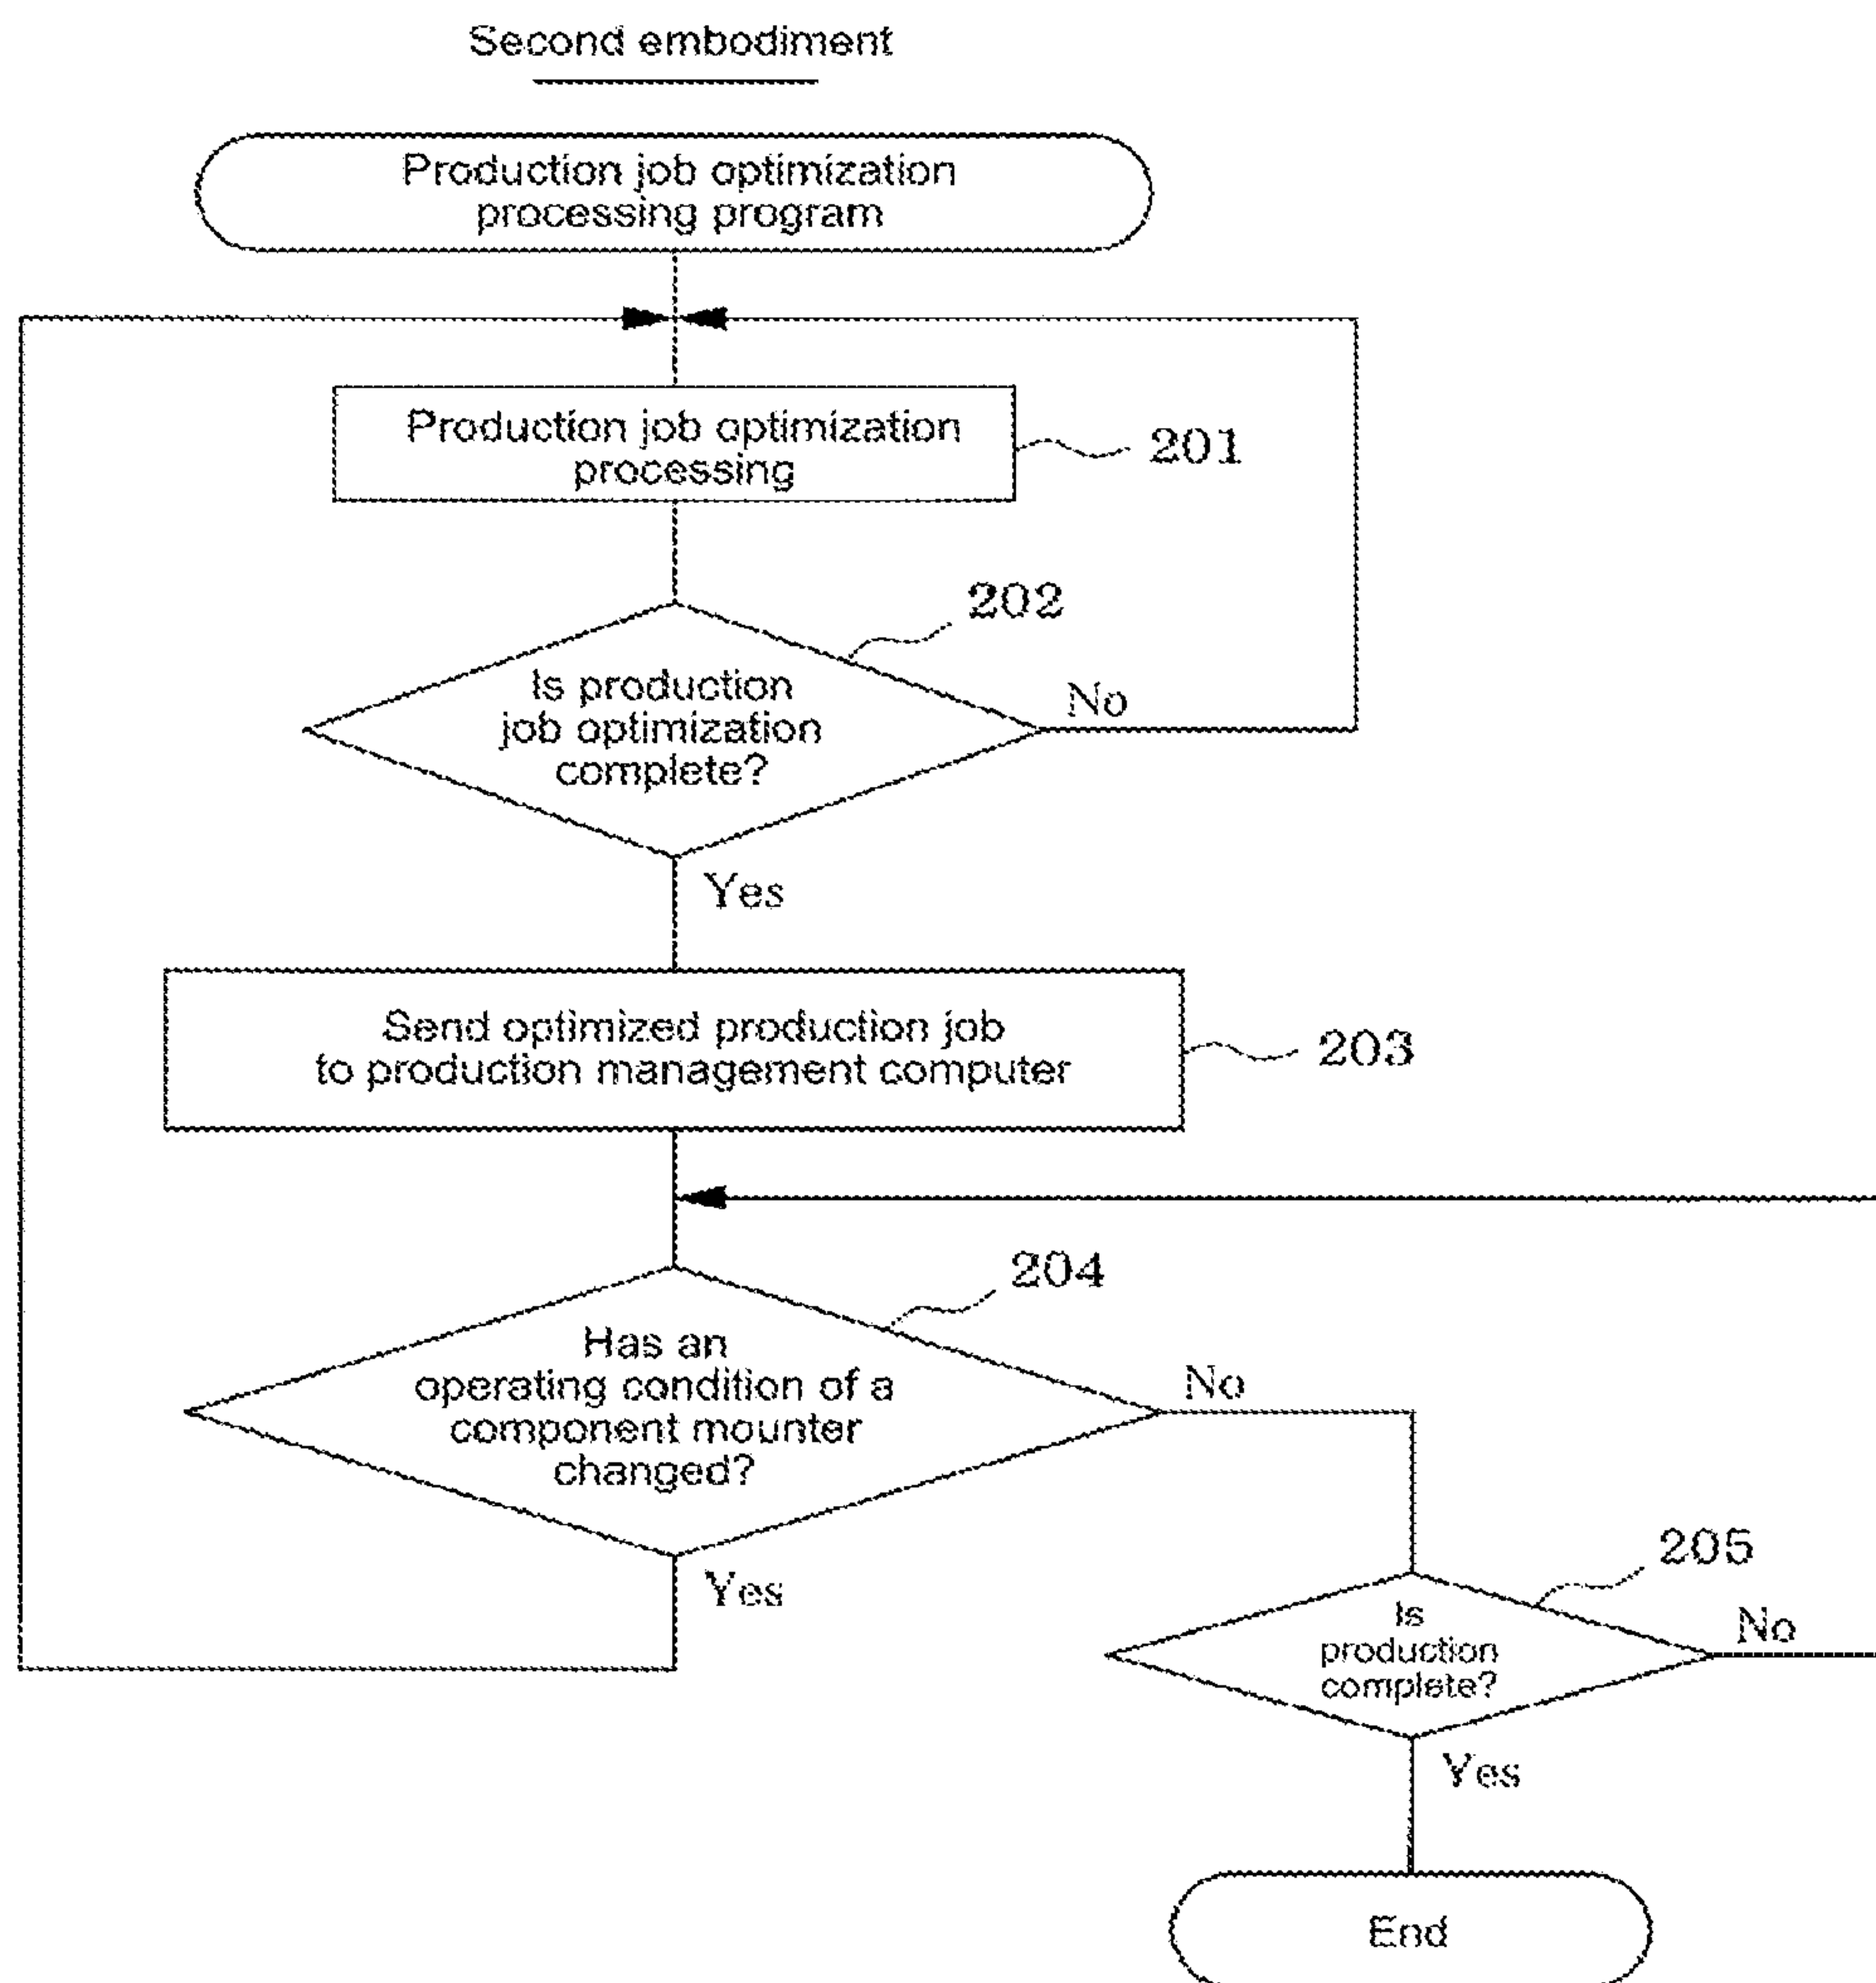 Second embodiment
Production job optimization
processing program
Production job optimization
processing
201
202
Is production
job optimization
complete?
No
Yes
Send optimized production job
to production management computer
203
204
Has an
operating condition of a
component mounter
changed?
No
Yes
205
Is
production
complete?
No
Yes
End